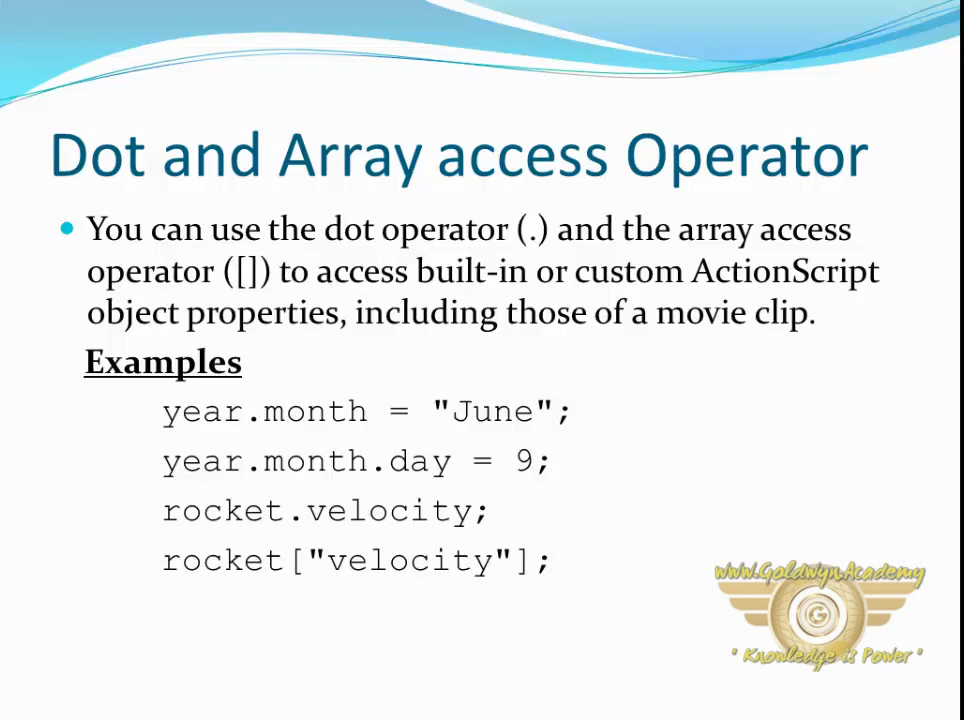 Dot and Array access Operator
• You can use the dot operator (.) and the array access
operator ([]) to access built-in or custom ActionScript
object properties, including those of a movie clip.
Examples
year.month = "June";
year.month.day = 9;
rocket.velocity;
rocket["velocity"];
www.GoldwynAcademy
G
" Knowledge is Power "